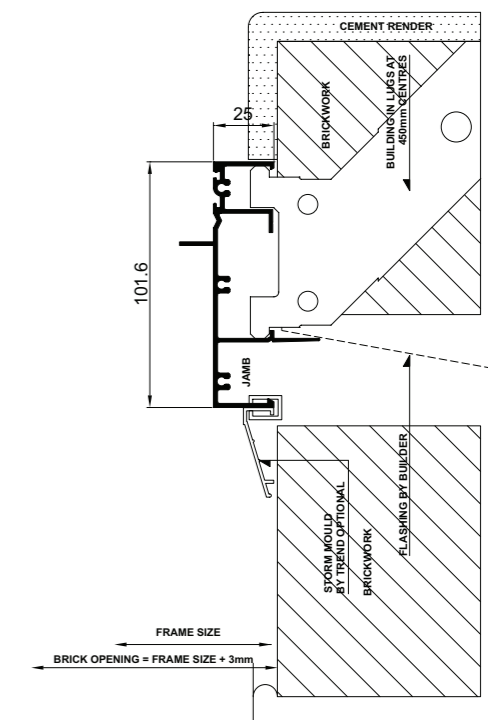 CEMENT RENDER
25
BRICKWORK
BUILDING IN LUGS AT
450mm CENTRES
101.6
JAMB
STORM MOULD
BY TREND OPTIONAL
BRICKWORK
FLASHING BY BUILDER
FRAME SIZE
BRICK OPENING = FRAME SIZE + 3mm